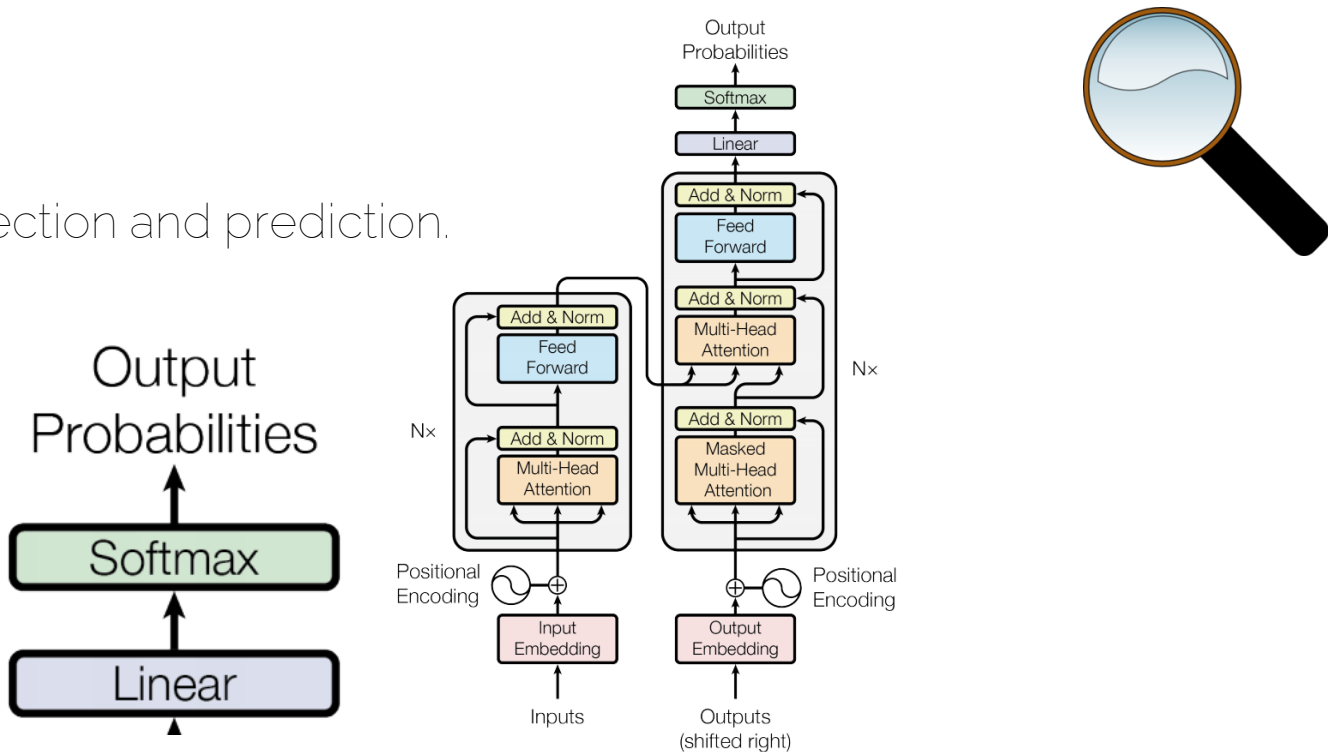 ection and prediction.
Output
Probabilities
Softmax
Linear
Output
Probabilities
Softmax
Linear
Add & Norm
Feed
Forward
Add & Norm
Multi-Head
Attention
Add & Norm
Masked
Multi-Head
Attention
N×
Add & Norm
Feed
Forward
Add & Norm
Multi-Head
Attention
N×
Positional
Encoding
Positional
Encoding
Input
Embedding
Output
Embedding
Inputs
Outputs
(shifted right)